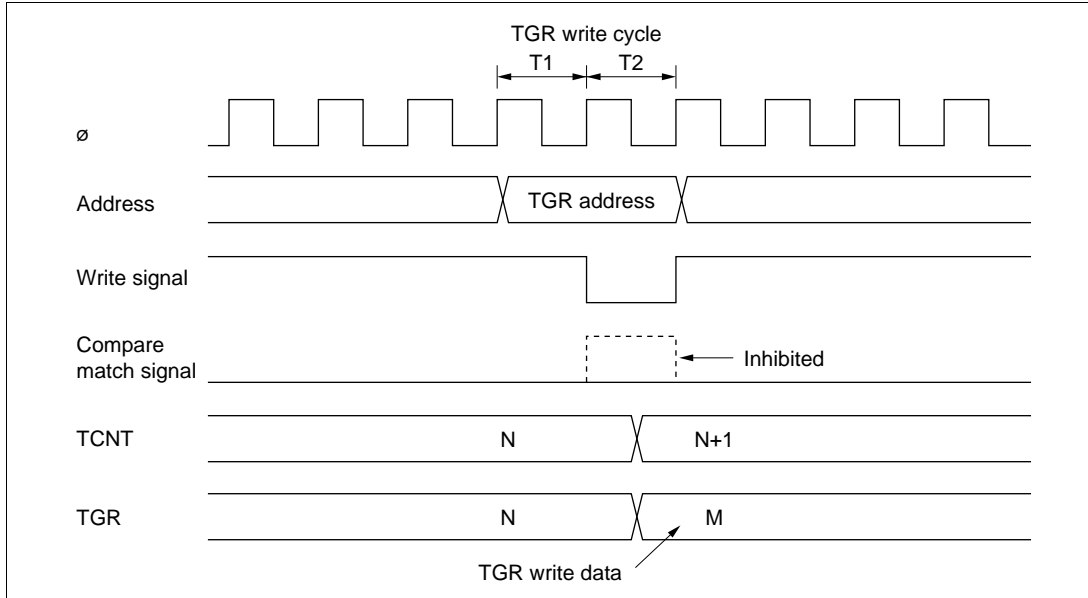 TGR write cycle
T1 T2
ø
Address TGR address
Write signal
Compare
match signal Inhibited
TCNT N N+1
TGR N M
TGR write data